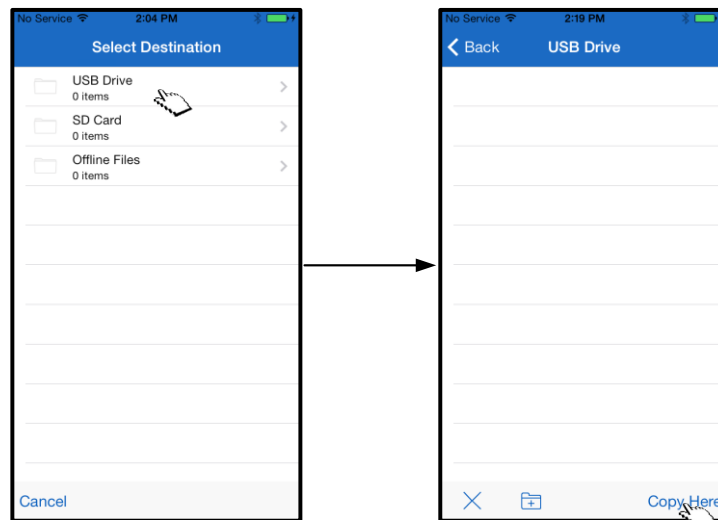 No Service 2:04 PM
Select Destination
USB Drive
0 items
SD Card
0 items
Offline Files
0 items
Cancel
No Service 2:19 PM
Back USB Drive
Copy Here